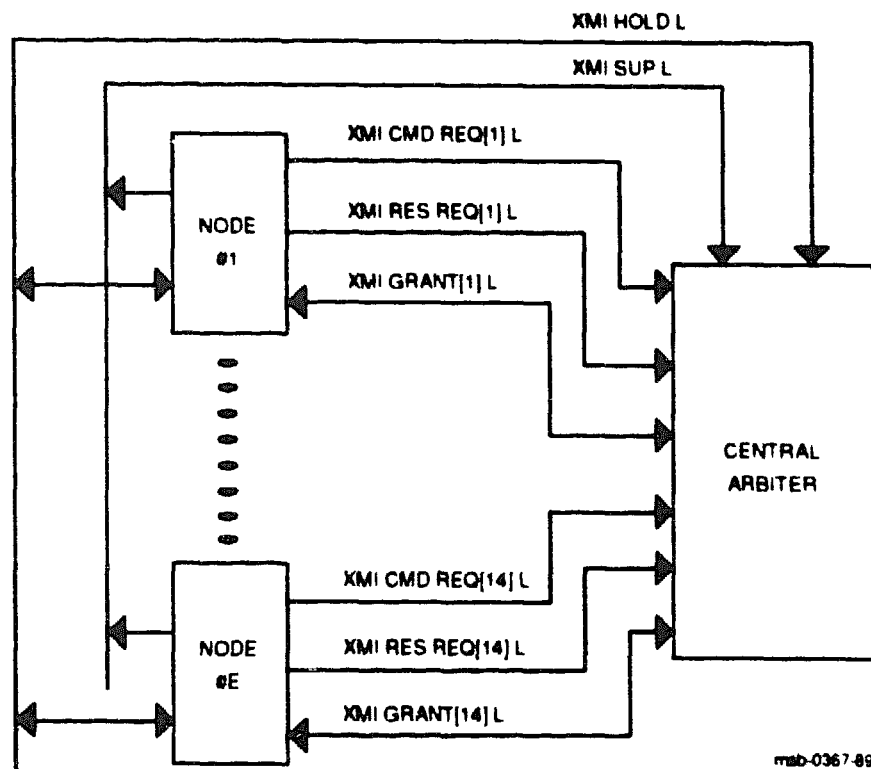 XMI HOLD L
XMI SUP L
XMI CMD REQ[1] L
XMI RES REQ[1] L
XMI GRANT[1] L
NODE
#1
CENTRAL
ARBITER
XMI CMD REQ[14] L
XMI RES REQ[14] L
XMI GRANT[14] L
NODE
#E
msb-0367-89